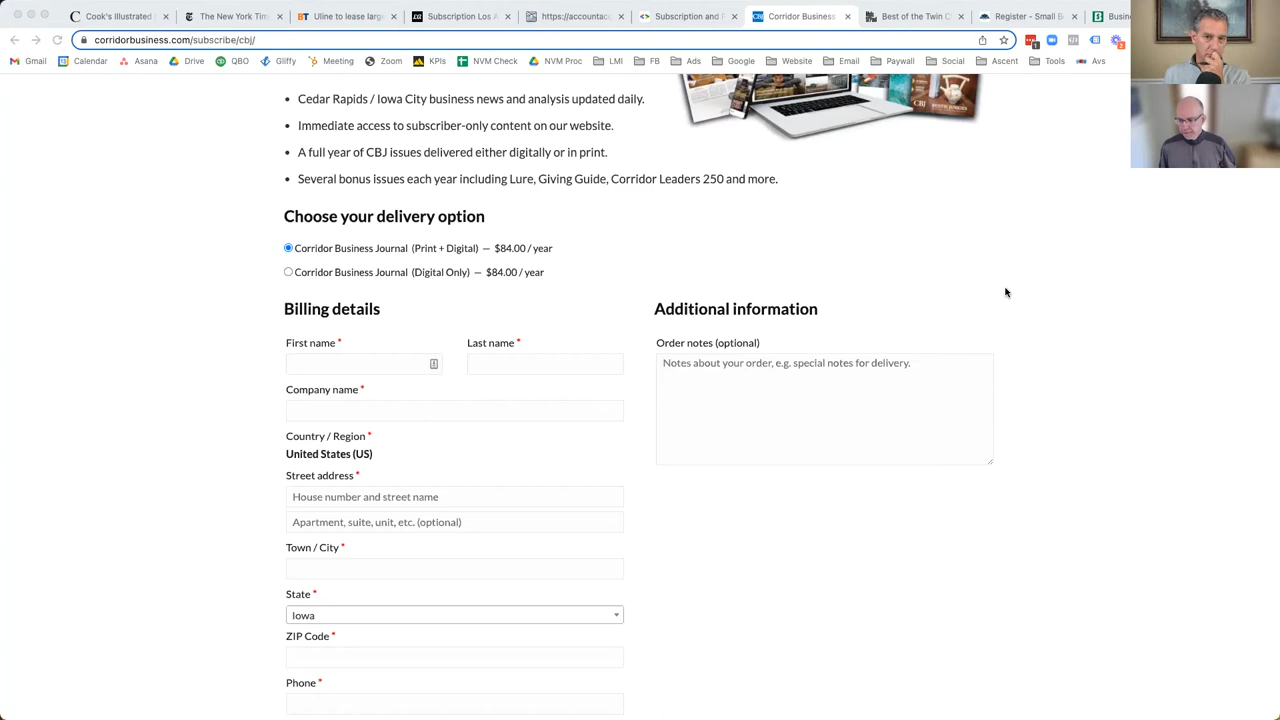 Cook's Illustrated
The New York Tim
Uline to lease large
Subscription Los A
https://accountac
Subscription and P
Corridor Business
Best of the Twin C
Register - Small B
Busin
corridorbusiness.com/subscribe/cbj/
Gmail Calendar Asana Drive QBO Gliffy Meeting Zoom KPIs NVM Check NVM Proc LMI FB Ads Google Website Email Paywall Social Ascent Tools Avs
Cedar Rapids / Iowa City business news and analysis updated daily.
Immediate access to subscriber-only content on our website.
A full year of CBJ issues delivered either digitally or in print.
Several bonus issues each year including Lure, Giving Guide, Corridor Leaders 250 and more.
Choose your delivery option
Corridor Business Journal (Print + Digital) — $84.00 / year
Corridor Business Journal (Digital Only) — $84.00 / year
Billing details
First name *
Last name *
Company name *
Country / Region *
United States (US)
Street address *
House number and street name
Apartment, suite, unit, etc. (optional)
Town / City *
State *
Iowa
ZIP Code *
Phone *
Additional information
Order notes (optional)
Notes about your order, e.g. special notes for delivery.